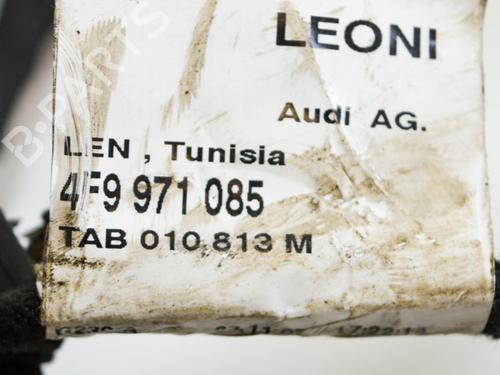 LEONI
Audi AG.
LEN , Tunisia
4F9 971 085
TAB 010 813 M
B-PARTS